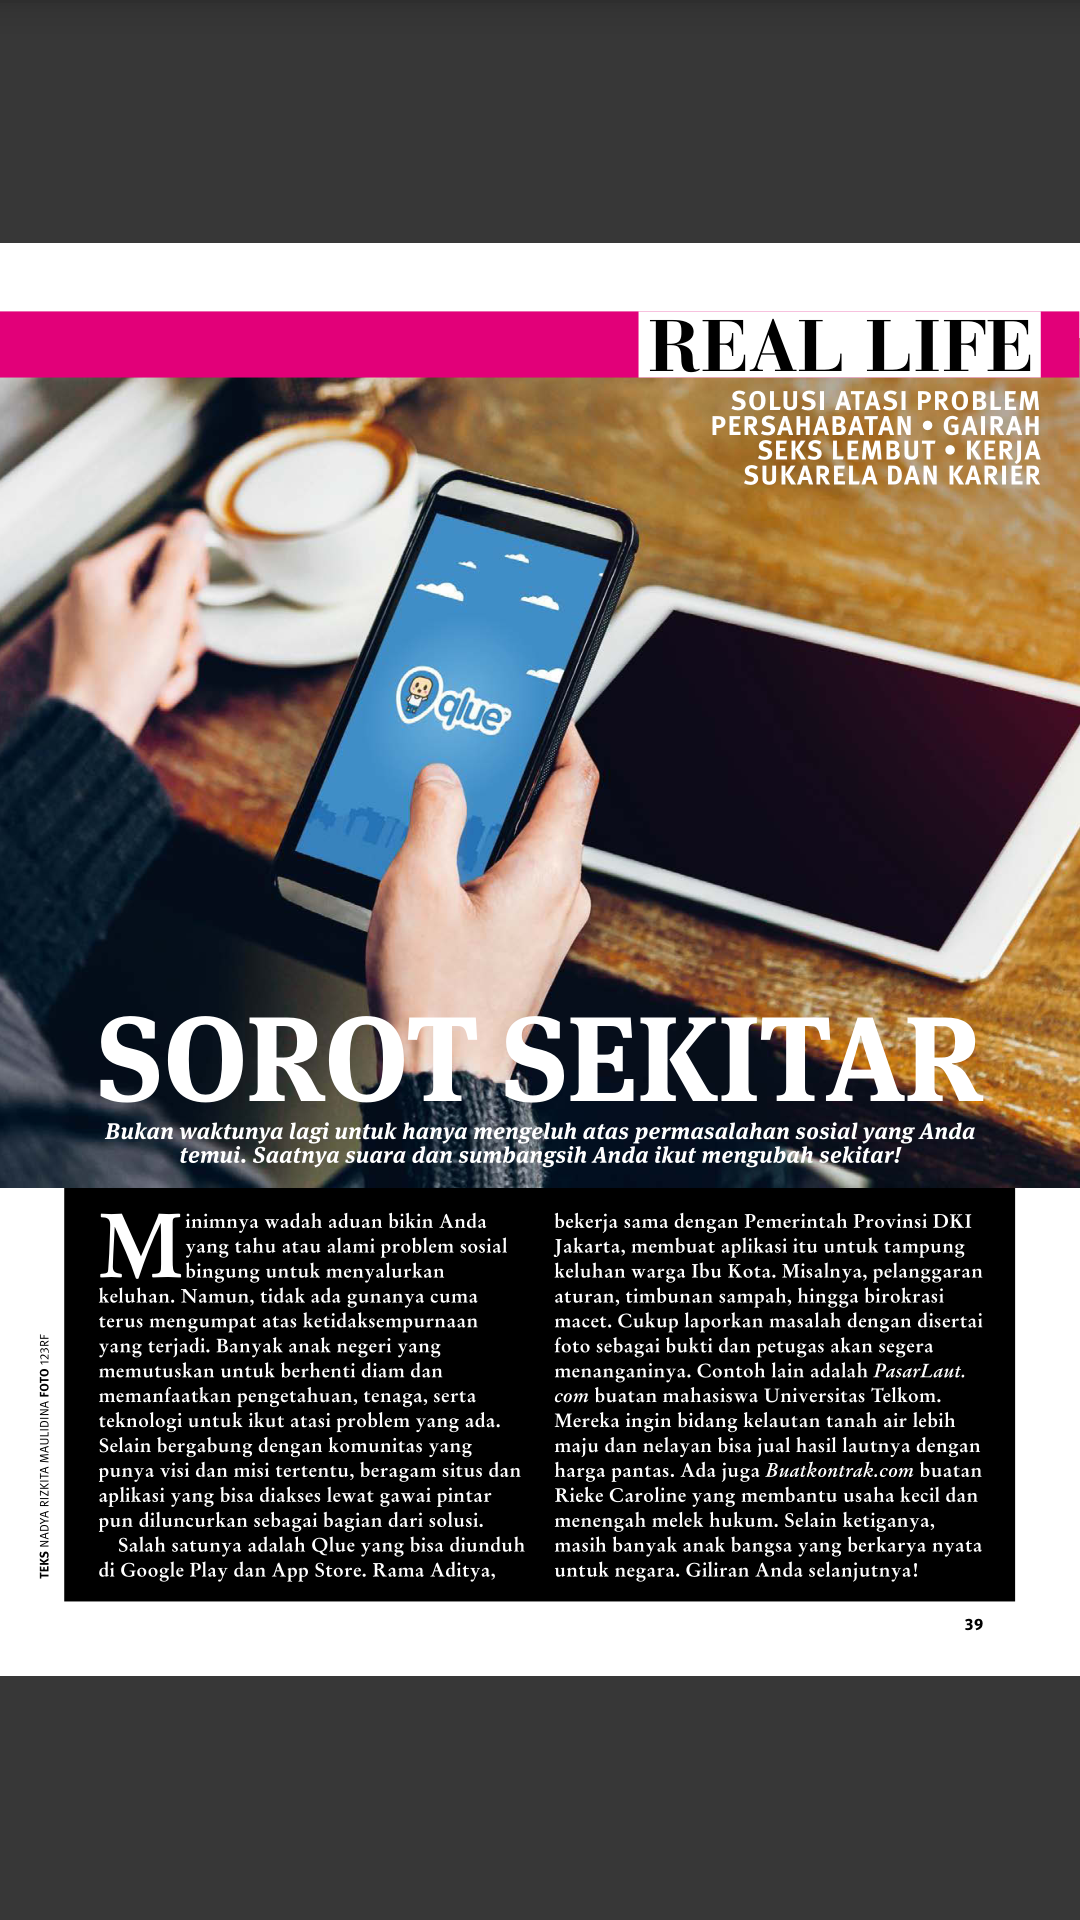 REAL LIFE
SOLUSI ATASI PROBLEM
PERSAHABATAN • GAIRAH
SEKS LEMBUT • KERJA
SUKARELA DAN KARIER
qlue
SOROT SEKITAR
Bukan waktunya lagi untuk hanya mengeluh atas permasalahan sosial yang Anda
temui. Saatnya suara dan sumbangsih Anda ikut mengubah sekitar!
Minimnya wadah aduan bikin Anda
yang tahu atau alami problem sosial
bingung untuk menyalurkan
keluhan. Namun, tidak ada gunanya cuma
terus mengumpat atas ketidaksempurnaan
yang terjadi. Banyak anak negeri yang
memutuskan untuk berhenti diam dan
memanfaatkan pengetahuan, tenaga, serta
teknologi untuk ikut atasi problem yang ada.
Selain bergabung dengan komunitas yang
punya visi dan misi tertentu, beragam situs dan
aplikasi yang bisa diakses lewat gawai pintar
pun diluncurkan sebagai bagian dari solusi.
Salah satunya adalah Qlue yang bisa diunduh
di Google Play dan App Store. Rama Aditya,
bekerja sama dengan Pemerintah Provinsi DKI
Jakarta, membuat aplikasi itu untuk tampung
keluhan warga Ibu Kota. Misalnya, pelanggaran
aturan, timbunan sampah, hingga birokrasi
macet. Cukup laporkan masalah dengan disertai
foto sebagai bukti dan petugas akan segera
menanganinya. Contoh lain adalah PasarLaut.
com buatan mahasiswa Universitas Telkom.
Mereka ingin bidang kelautan tanah air lebih
maju dan nelayan bisa jual hasil lautnya dengan
harga pantas. Ada juga Buatkontrak.com buatan
Rieke Caroline yang membantu usaha kecil dan
menengah melek hukum. Selain ketiganya,
masih banyak anak bangsa yang berkarya nyata
untuk negara. Giliran Anda selanjutnya!
TEKS NADYA RIZKITA MAULIDINA FOTO 123RF
39